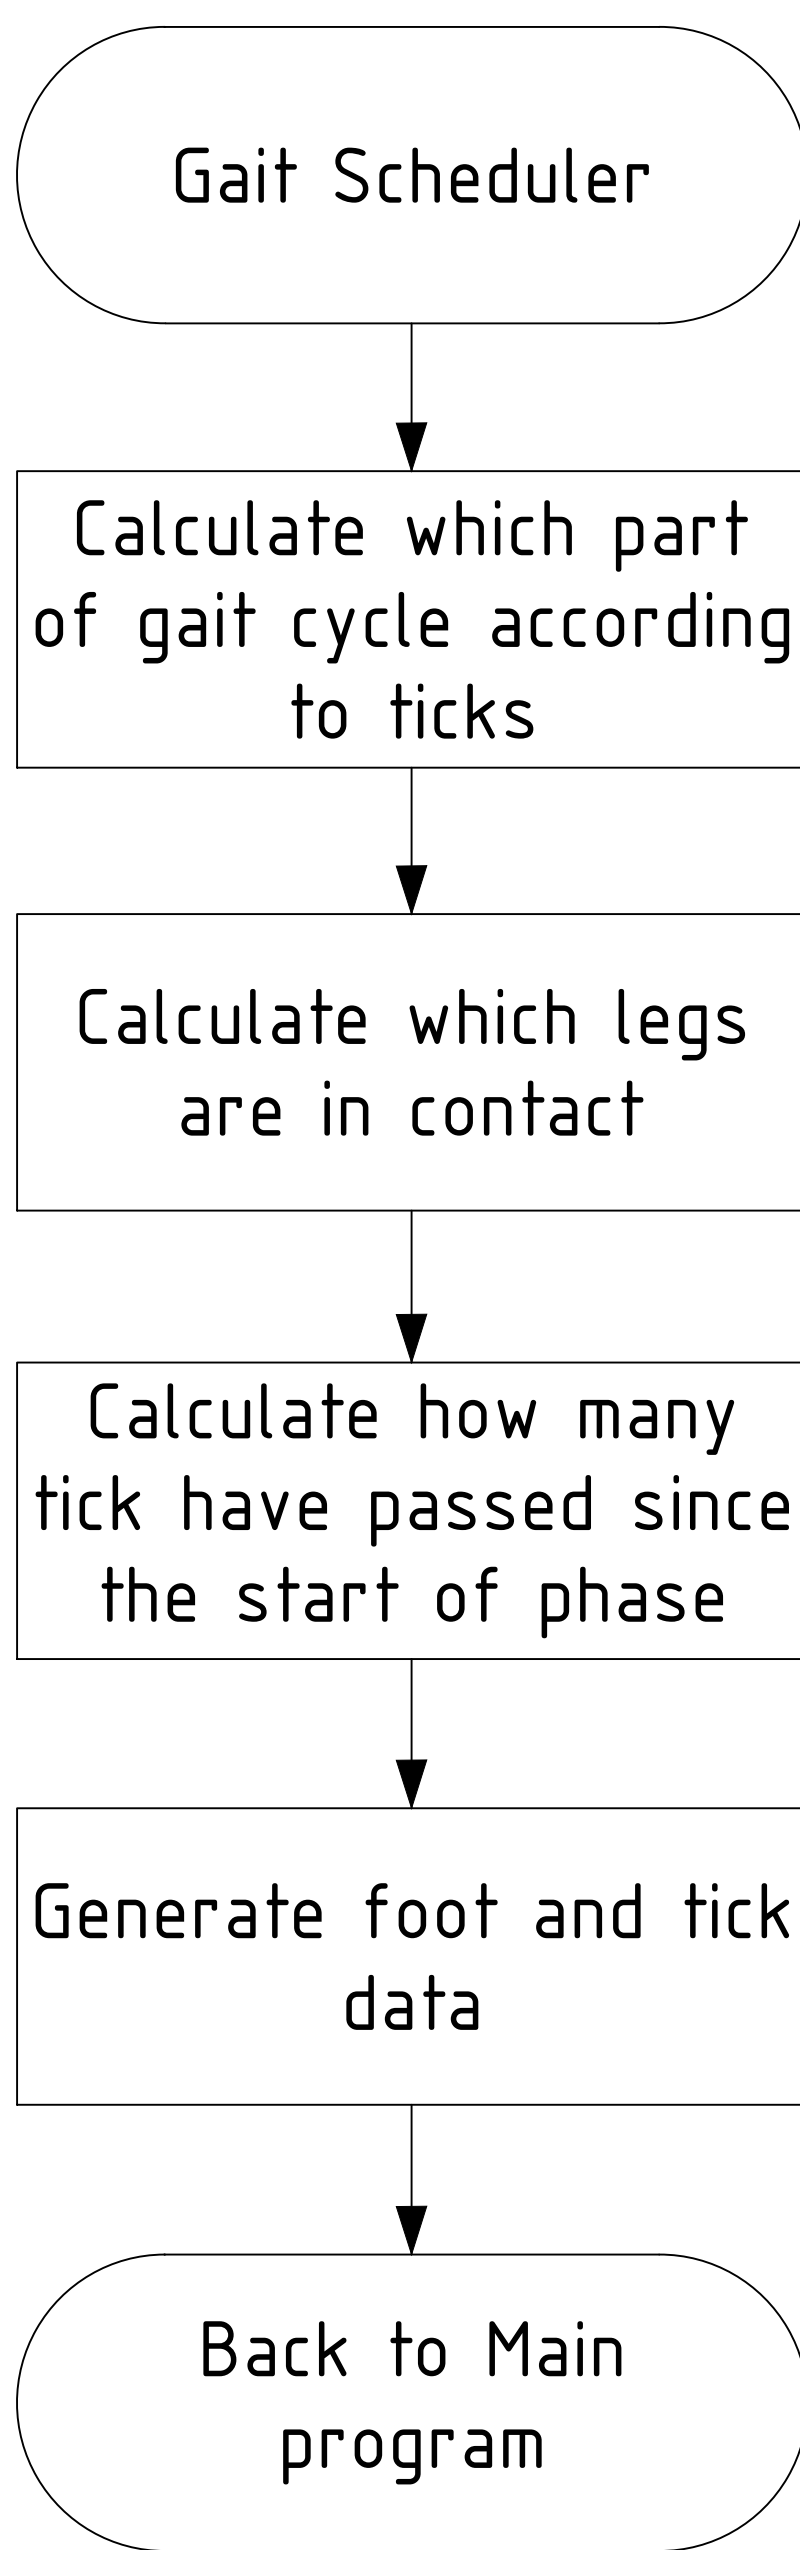 Gait Scheduler
Calculate which part
of gait cycle according
to ticks
Calculate which legs
are in contact
Calculate how many
tick have passed since
the start of phase
Generate foot and tick
data
Back to Main
program